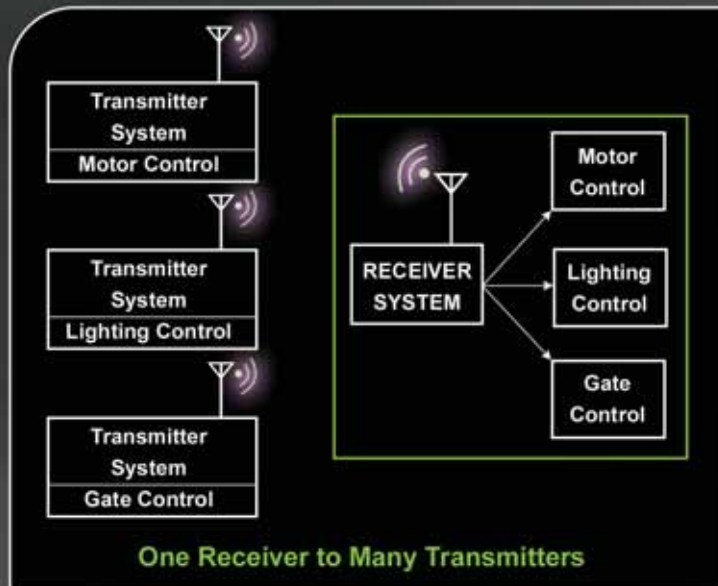 Transmitter
System
Motor Control
Transmitter
System
Lighting Control
Transmitter
System
Gate Control
RECEIVER
SYSTEM
Motor
Control
Lighting
Control
Gate
Control
One Receiver to Many Transmitters